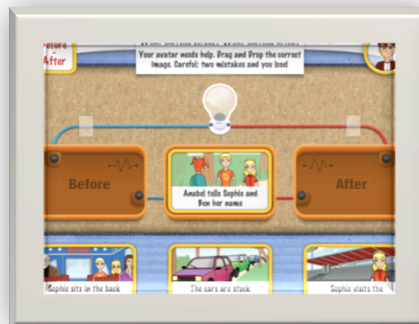 After
Your avatar needs help. Drag and Drop the correct
image. Careful: two mistakes and you lose!
Before
After
Anabel tells Sophie and
Ben her name
Sophie sits in the back
The cars are stuck
Sophie visits the